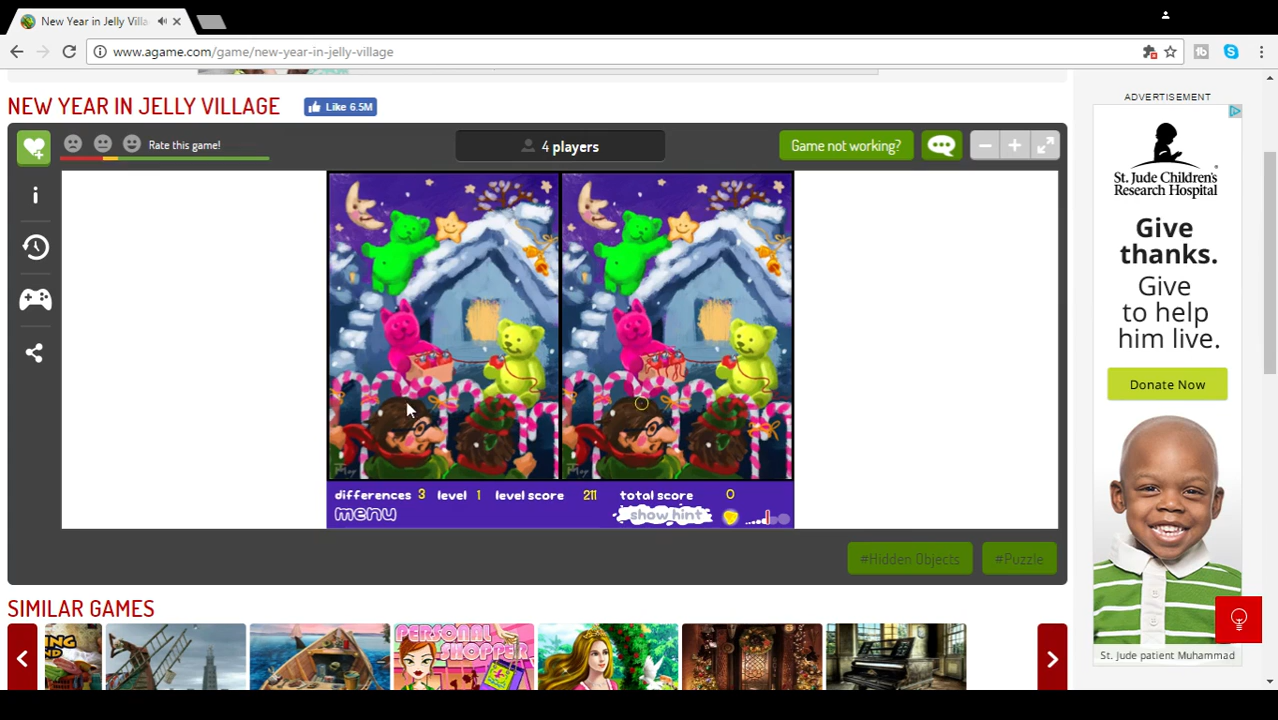 New Year in Jelly Villa
www.agame.com/game/new-year-in-jelly-village
NEW YEAR IN JELLY VILLAGE
Like 6.5M
Rate this game!
4 players
Game not working?
differences 3 level 1 level score 211 total score 0
menu
show hint
#Hidden Objects
#Puzzle
SIMILAR GAMES
PERSONAL
SHOPPER
ADVERTISEMENT
St. Jude Children's
Research Hospital
Give
thanks.
Give
to help
him live.
Donate Now
St. Jude patient Muhammad